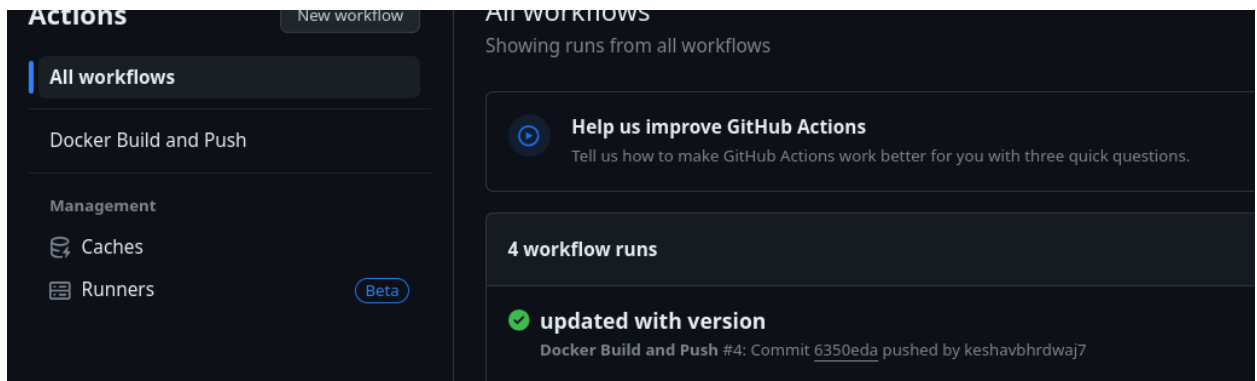 Actions
New workflow
All workflows
Docker Build and Push
Management
Caches
Runners
Beta
All workflows
Showing runs from all workflows
Help us improve GitHub Actions
Tell us how to make GitHub Actions work better for you with three quick questions.
4 workflow runs
updated with version
Docker Build and Push #4: Commit 6350eda pushed by keshavbhrdwaj7